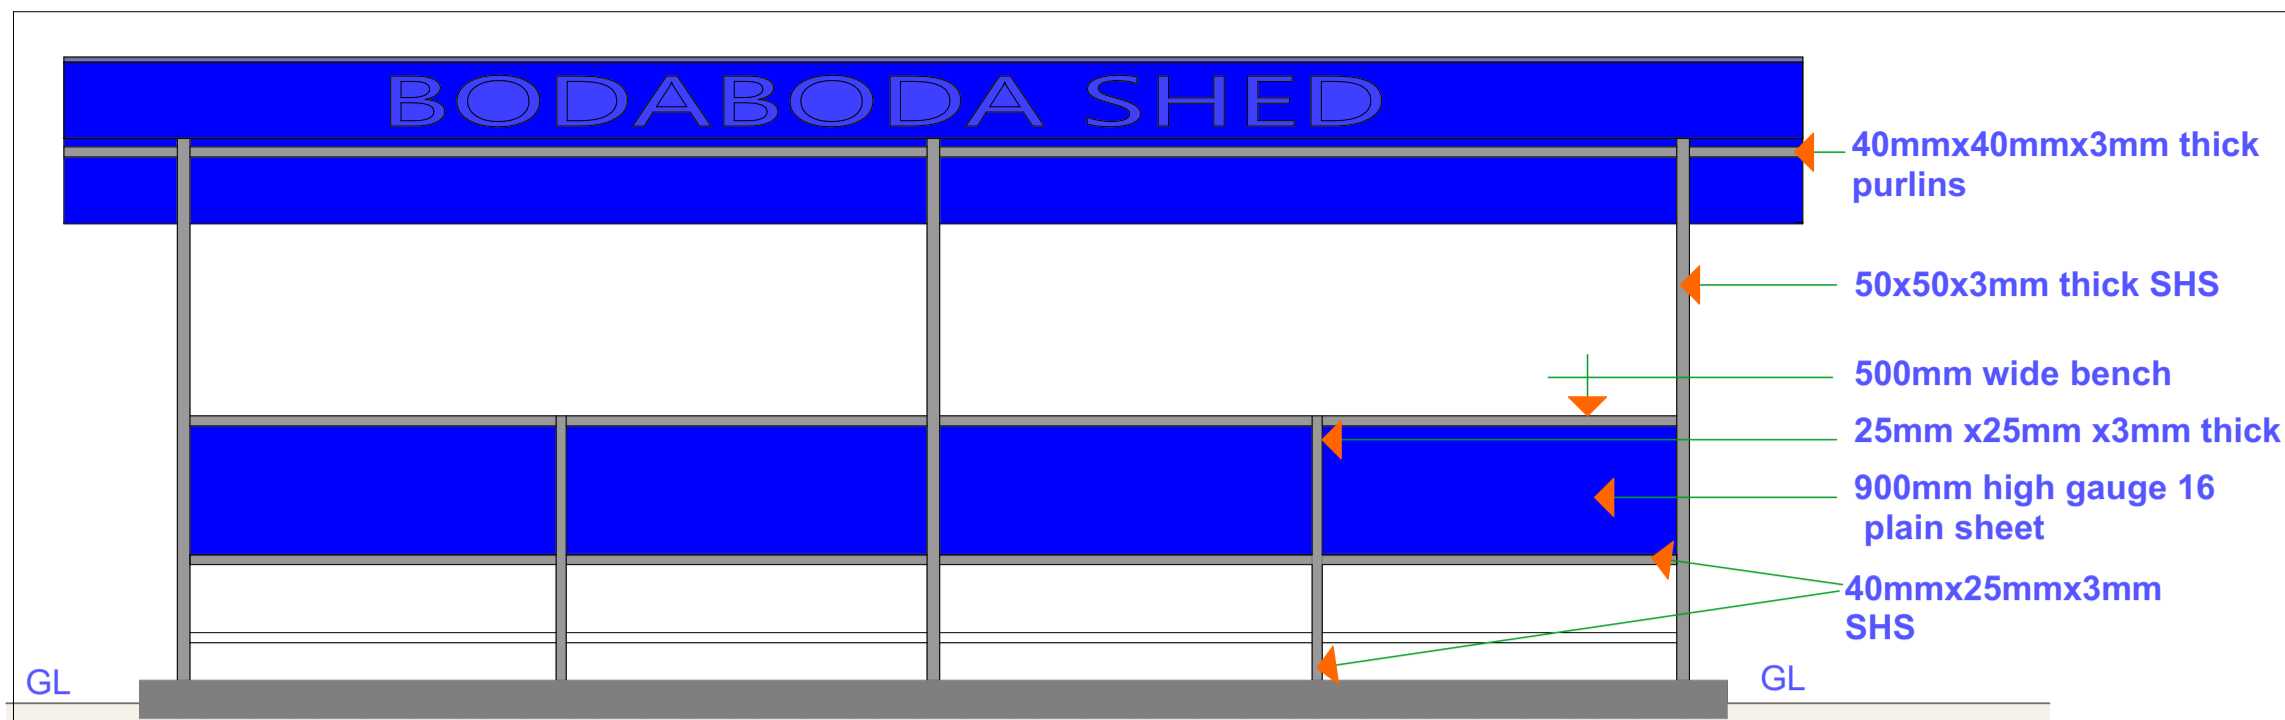 BODABODA SHED
40mmx40mmx3mm thick
purlins
50x50x3mm thick SHS
500mm wide bench
25mm x25mm x3mm thick
900mm high gauge 16
plain sheet
40mmx25mmx3mm
SHS
GL
GL